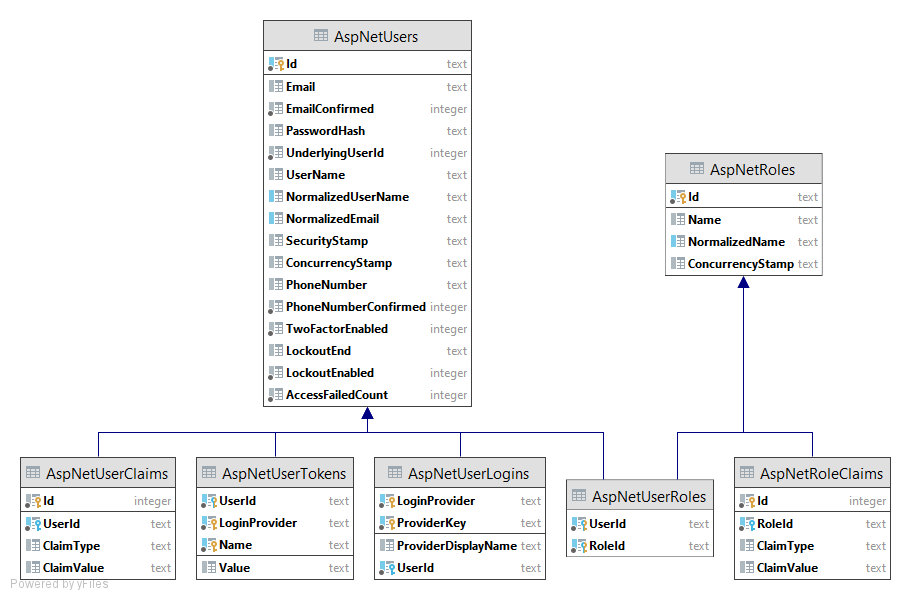 AspNetUsers
Id text
Email text
EmailConfirmed integer
PasswordHash text
UnderlyingUserId integer
UserName text
NormalizedUserName text
NormalizedEmail text
SecurityStamp text
ConcurrencyStamp text
PhoneNumber text
PhoneNumberConfirmed integer
TwoFactorEnabled integer
LockoutEnd text
LockoutEnabled integer
AccessFailedCount integer
AspNetRoles
Id text
Name text
NormalizedName text
ConcurrencyStamp text
AspNetUserClaims
Id integer
UserId text
ClaimType text
ClaimValue text
AspNetUserTokens
UserId text
LoginProvider text
Name text
Value text
AspNetUserLogins
LoginProvider text
ProviderKey text
ProviderDisplayName text
UserId text
AspNetUserRoles
UserId text
RoleId text
AspNetRoleClaims
Id integer
RoleId text
ClaimType text
ClaimValue text
Powered by yFiles